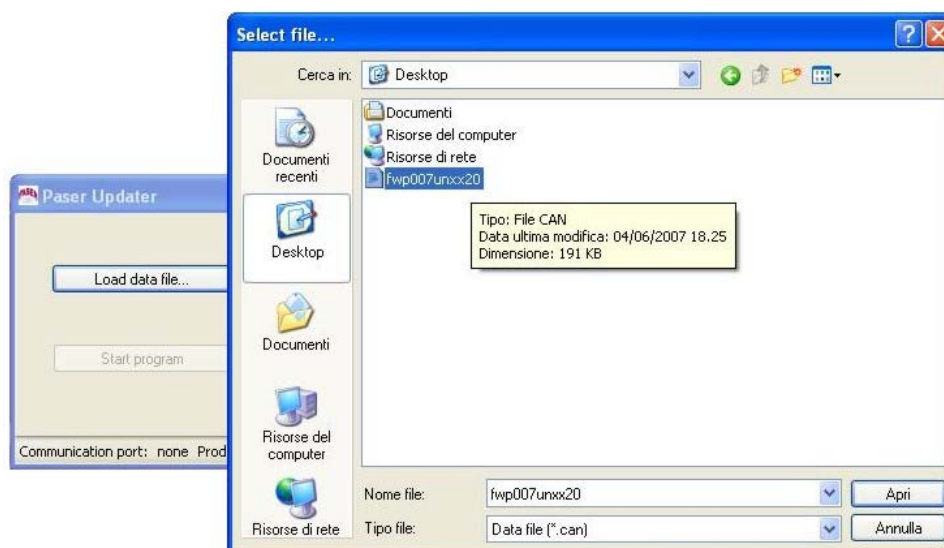 Select file...
Cerca in:
Desktop
Documenti
Risorse del computer
Risorse di rete
fwp007unxx20
Tipo: File CAN
Data ultima modifica: 04/06/2007 18.25
Dimensione: 191 KB
Documenti
recenti
Desktop
Documenti
Risorse del
computer
Risorse di rete
Nome file:
fwp007unxx20
Apri
Tipo file:
Data file (*.can)
Annulla
Paser Updater
Load data file...
Start program
Communication port: none Prod